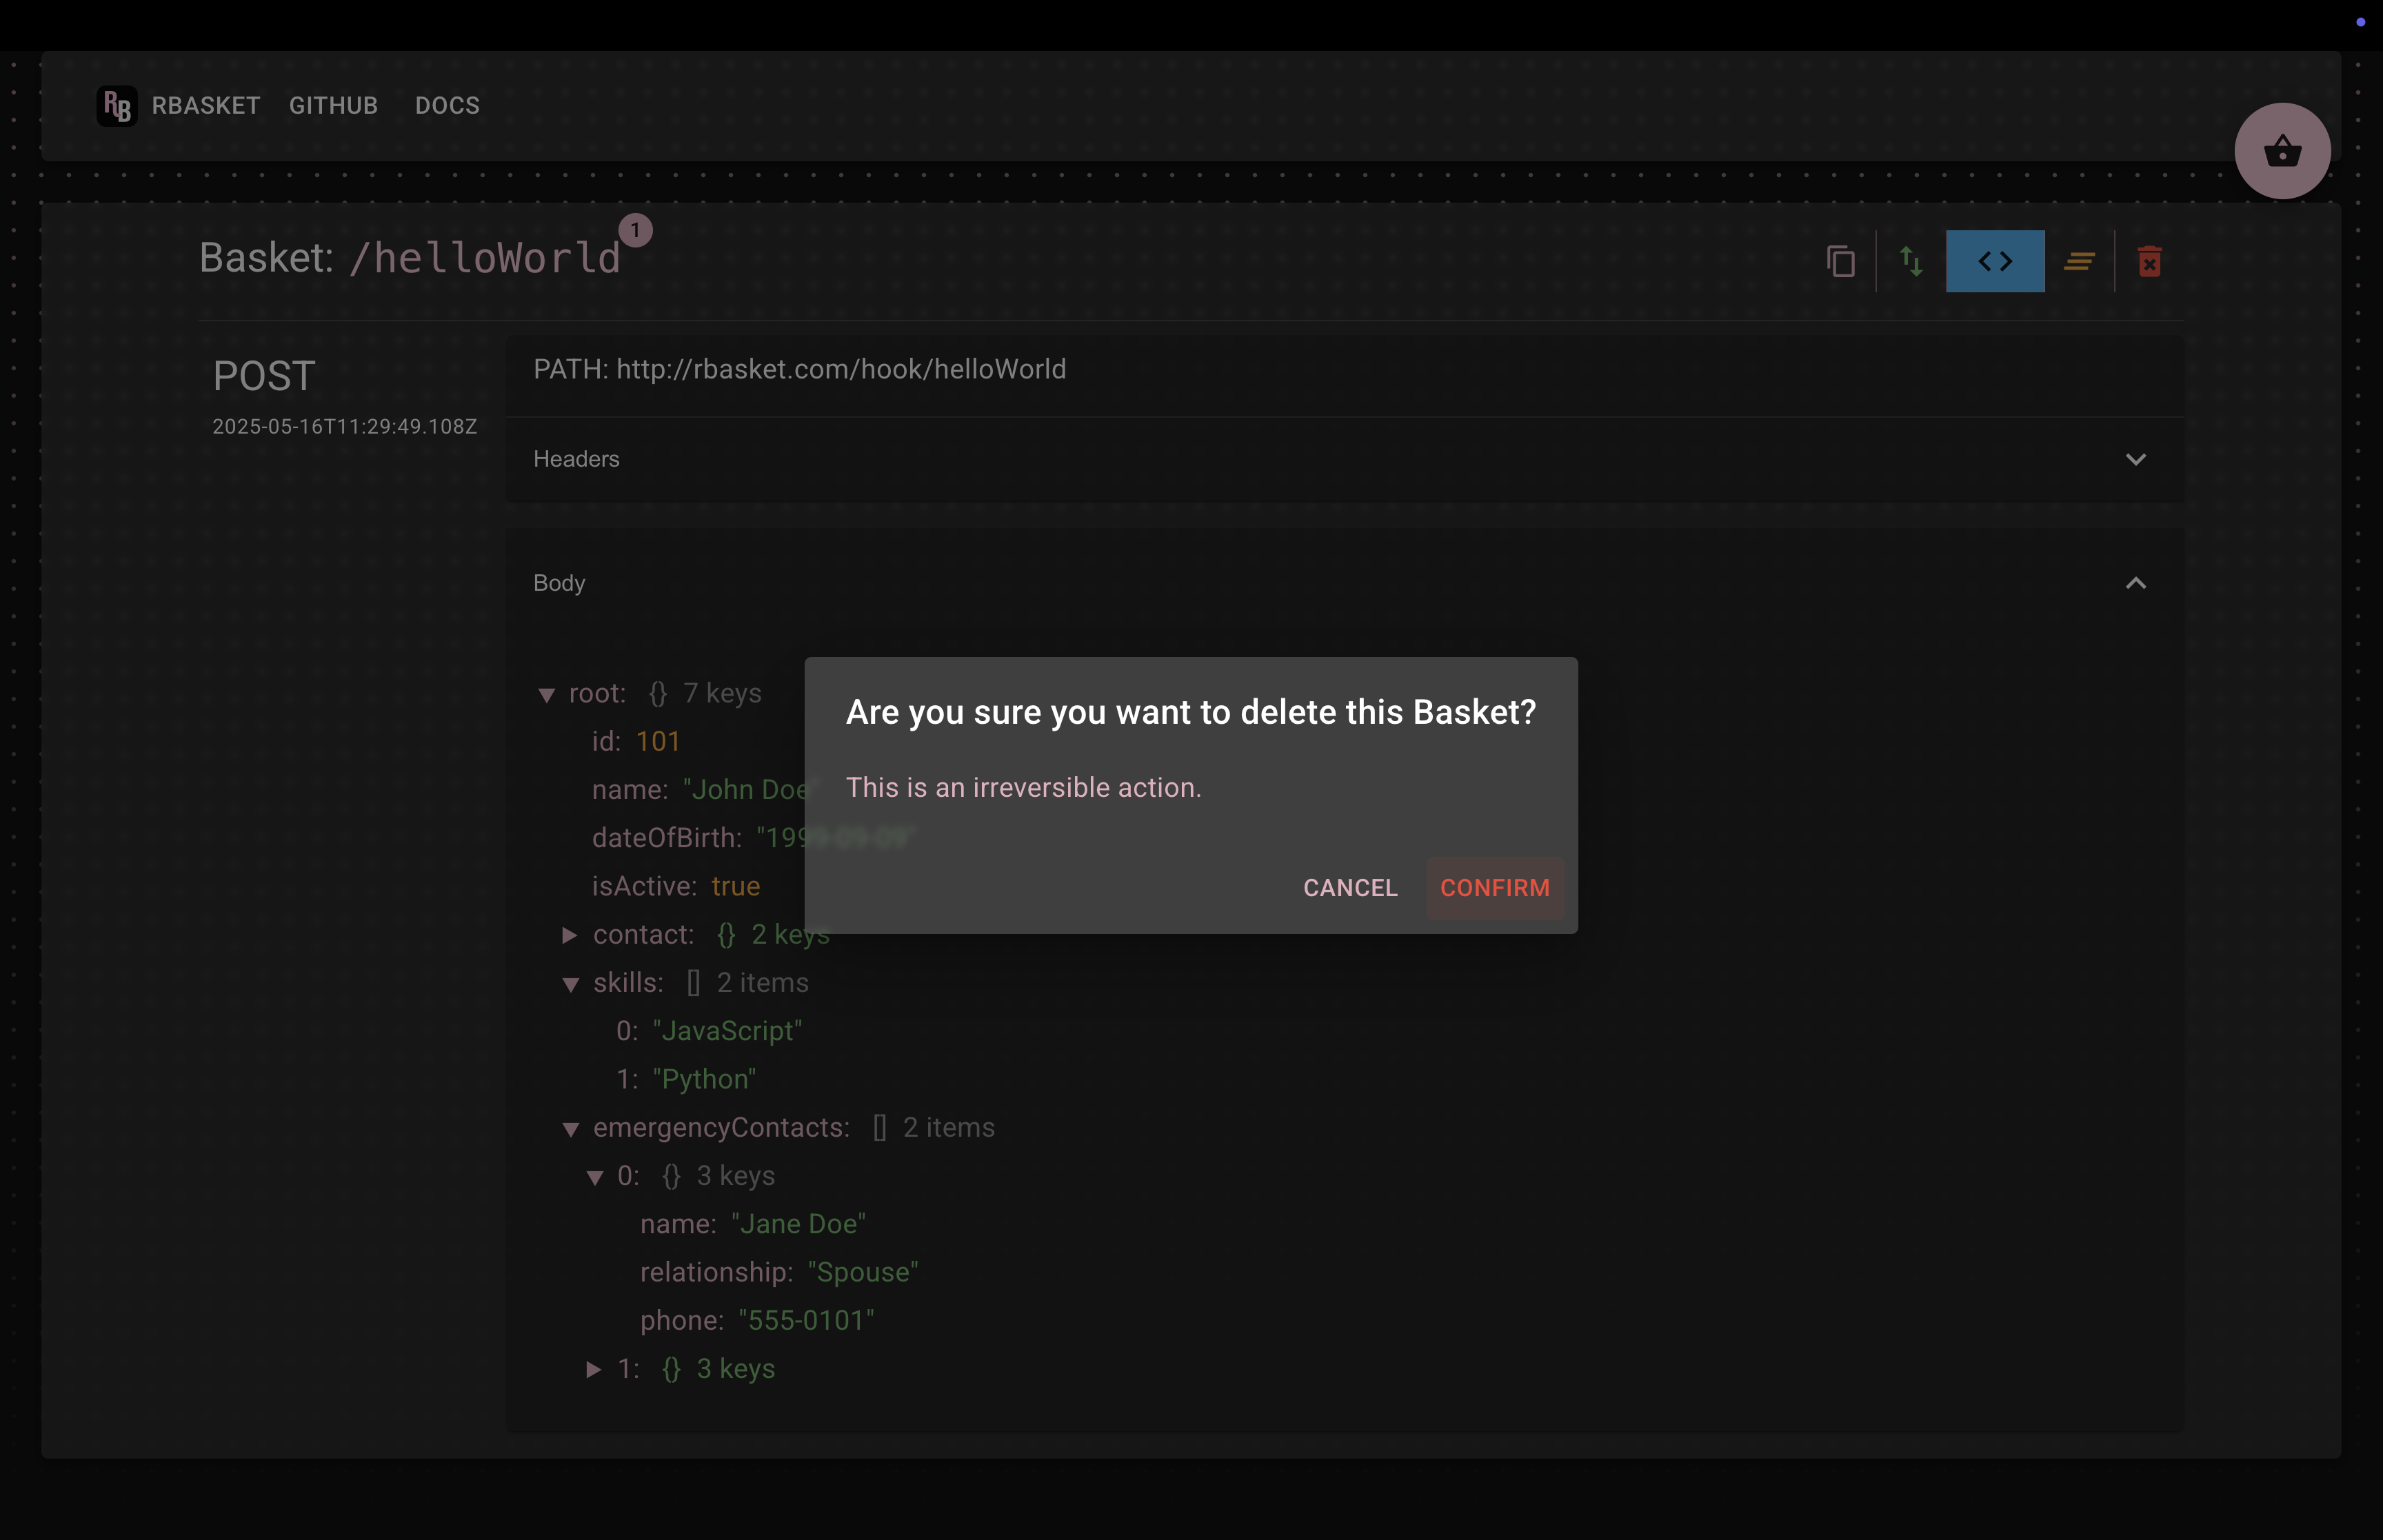 RB RBASKET GITHUB DOCS
Basket: /helloWorld 1
POST
2025-05-16T11:29:49.108Z
PATH: http://rbasket.com/hook/helloWorld
Headers
Body
Are you sure you want to delete this Basket?
This is an irreversible action.
CANCEL CONFIRM
root: {} 7 keys
id: 101
name: "John Doe"
dateOfBirth: "1999-09-09"
isActive: true
contact: {} 2 keys
skills: [] 2 items
0: "JavaScript"
1: "Python"
emergencyContacts: [] 2 items
0: {} 3 keys
name: "Jane Doe"
relationship: "Spouse"
phone: "555-0101"
1: {} 3 keys